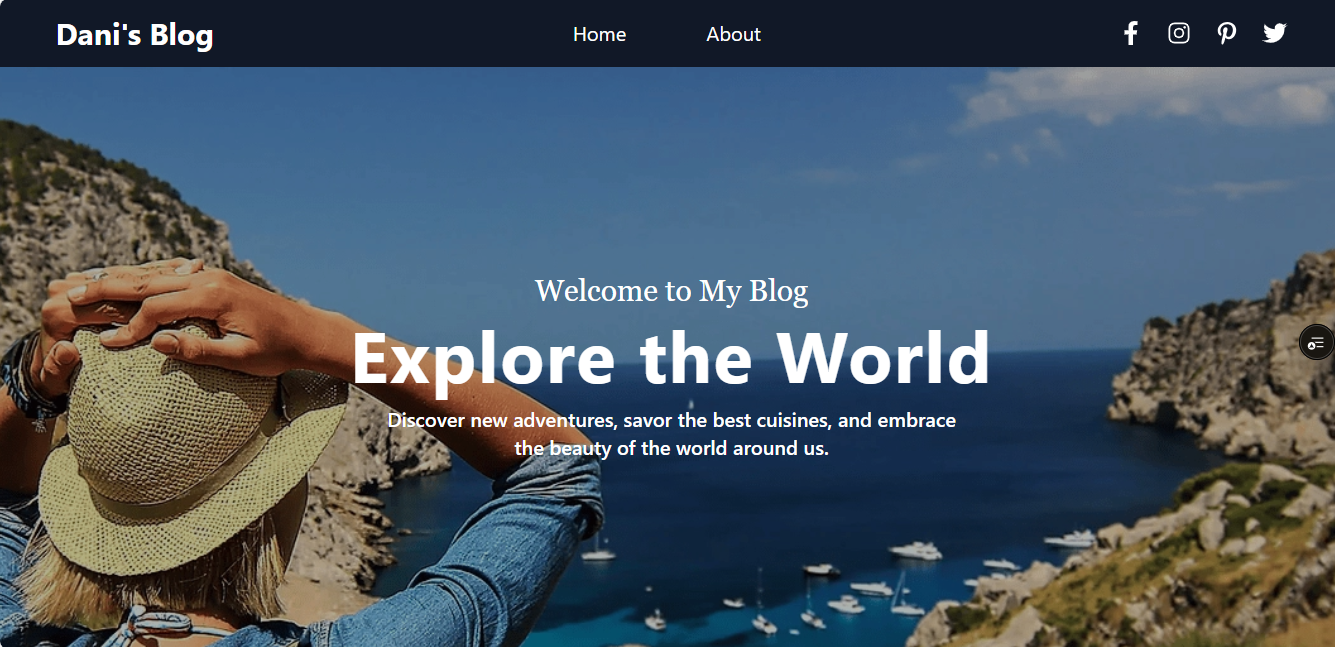 Dani's Blog
Home
About
Welcome to My Blog
Explore the World
Discover new adventures, savor the best cuisines, and embrace
the beauty of the world around us.